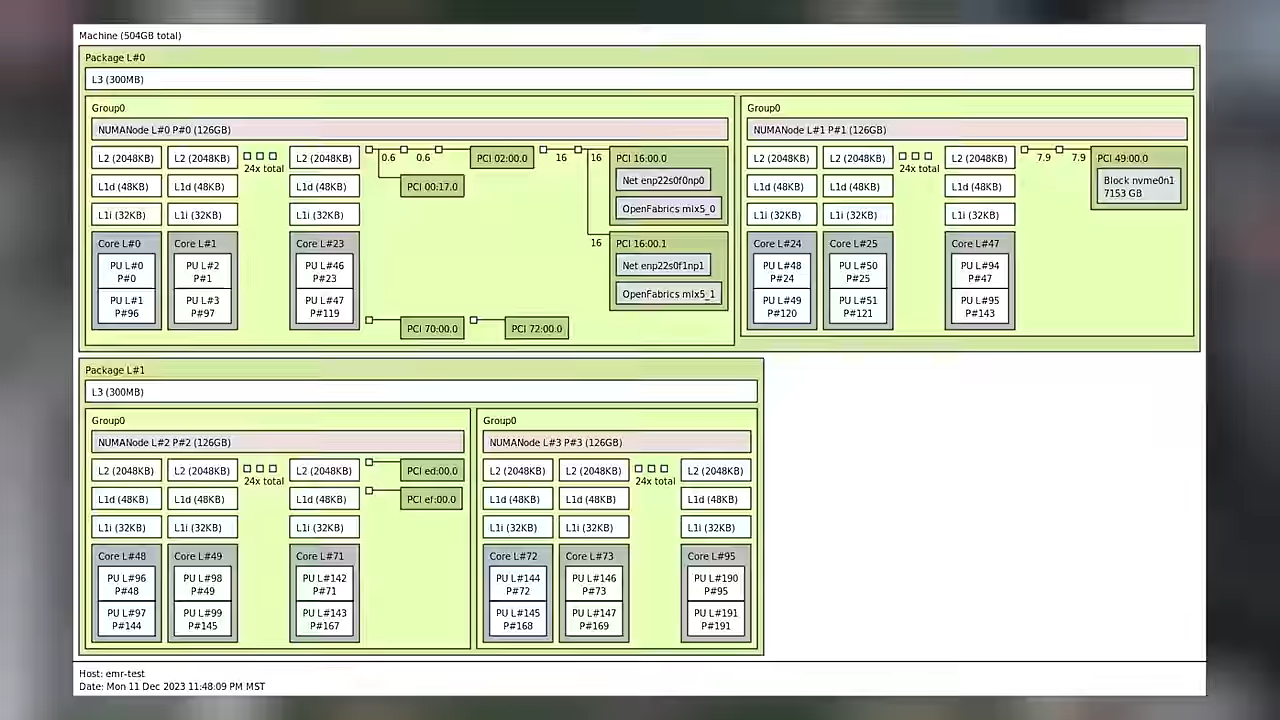 Machine (504GB total)
Package L#0
L3 (300MB)
Group0
NUMANode L#0 P#0 (126GB)
L2 (2048KB) L2 (2048KB) 24x total L2 (2048KB)
L1d (48KB) L1d (48KB) L1d (48KB)
L1i (32KB) L1i (32KB) L1i (32KB)
Core L#0 Core L#1 Core L#23
PU L#0 PU L#2 PU L#46
P#0 P#1 P#23
PU L#1 PU L#3 PU L#47
P#96 P#97 P#119
0.6 0.6 PCI 02:00.0
PCI 00:17.0
16 16 PCI 16:00.0
Net enp22s0f0np0
OpenFabrics mlx5_0
16 PCI 16:00.1
Net enp22s0f1np1
OpenFabrics mlx5_1
PCI 70:00.0 PCI 72:00.0
Group0
NUMANode L#1 P#1 (126GB)
L2 (2048KB) L2 (2048KB) 24x total L2 (2048KB)
L1d (48KB) L1d (48KB) L1d (48KB)
L1i (32KB) L1i (32KB) L1i (32KB)
Core L#24 Core L#25 Core L#47
PU L#48 PU L#50 PU L#94
P#24 P#25 P#47
PU L#49 PU L#51 PU L#95
P#120 P#121 P#143
7.9 7.9 PCI 49:00.0
Block nvme0n1
7153 GB
Package L#1
L3 (300MB)
Group0
NUMANode L#2 P#2 (126GB)
L2 (2048KB) L2 (2048KB) 24x total L2 (2048KB)
L1d (48KB) L1d (48KB) L1d (48KB)
L1i (32KB) L1i (32KB) L1i (32KB)
Core L#48 Core L#49 Core L#71
PU L#96 PU L#98 PU L#142
P#48 P#49 P#71
PU L#97 PU L#99 PU L#143
P#144 P#145 P#167
PCI ed:00.0
PCI ef:00.0
Group0
NUMANode L#3 P#3 (126GB)
L2 (2048KB) L2 (2048KB) 24x total L2 (2048KB)
L1d (48KB) L1d (48KB) L1d (48KB)
L1i (32KB) L1i (32KB) L1i (32KB)
Core L#72 Core L#73 Core L#95
PU L#144 PU L#146 PU L#190
P#72 P#73 P#95
PU L#145 PU L#147 PU L#191
P#168 P#169 P#191
Host: emr-test
Date: Mon 11 Dec 2023 11:48:09 PM MST